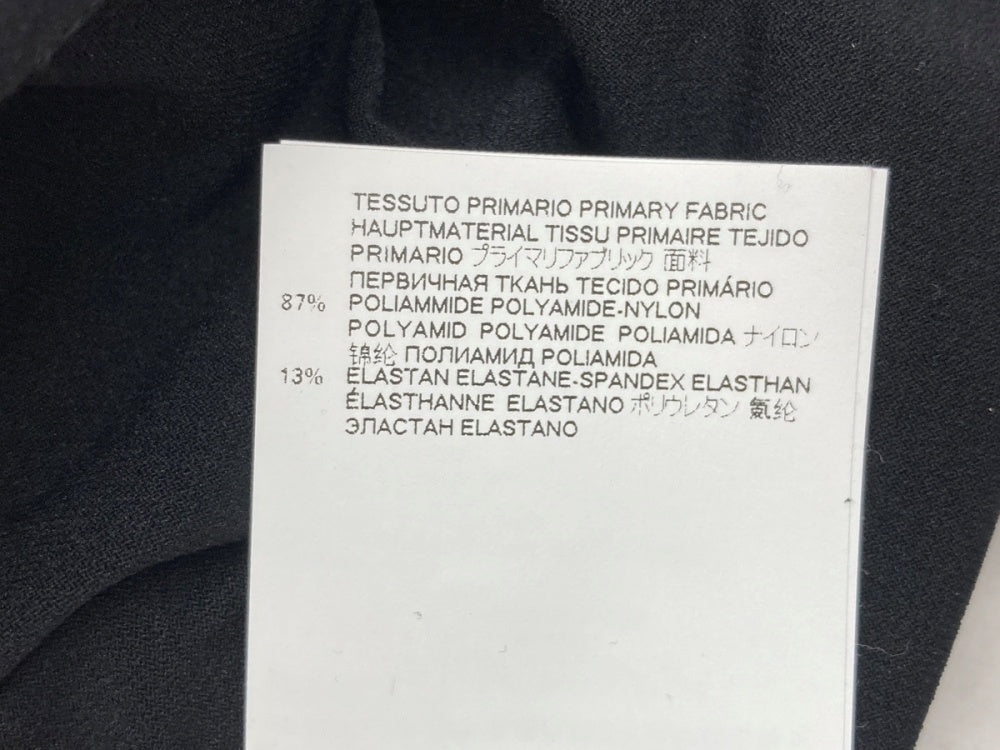 TESSUTO PRIMARIO PRIMARY FABRIC
HAUPTMATERIAL TISSU PRIMAIRE TEJIDO
PRIMARIO プライマリファブリック 面料
ПЕРВИЧНАЯ ТКАНЬ TECIDO PRIMÁRIO
87% POLIAMMIDE POLYAMIDE-NYLON
POLYAMID POLYAMIDE POLIAMIDA ナイロン
锦纶 ПОЛИАМИД POLIAMIDA
13% ELASTAN ELASTANE-SPANDEX ELASTHAN
ÉLASTHANNE ELASTANO ポリウレタン 氨纶
ЭЛАСТАН ELASTANO